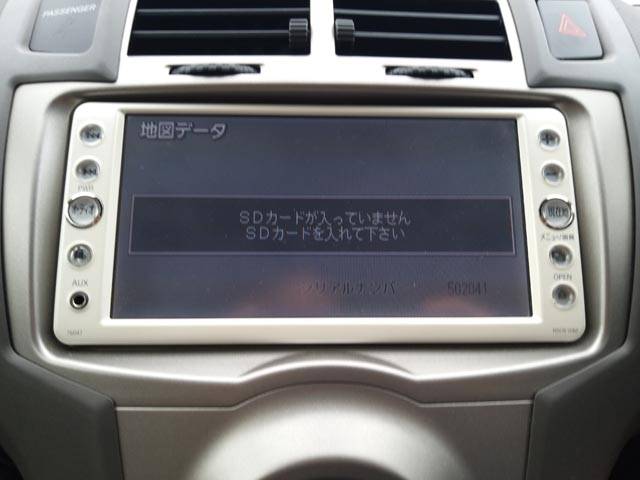 PASSENGER
地図データ
SDカードが入っていません
SDカードを入れて下さい
シリアルナンバー 502041
PWR
AUX
OPEN